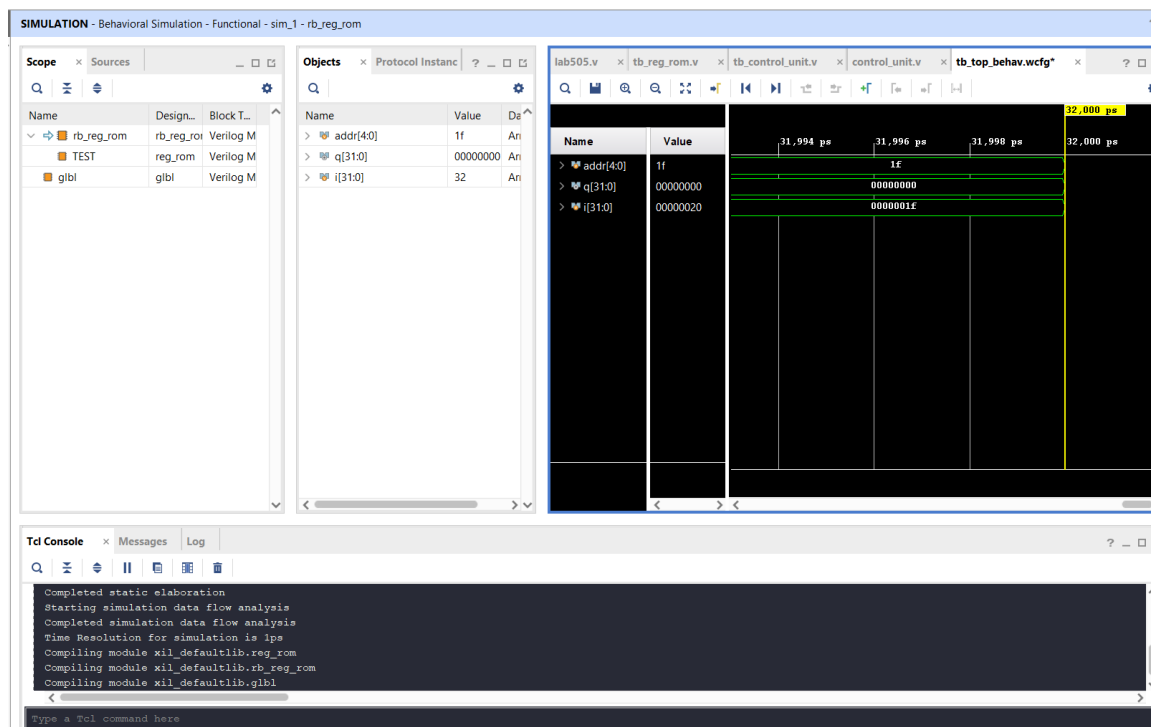 SIMULATION - Behavioral Simulation - Functional - sim_1 - rb_reg_rom
Scope × Sources
Name Design... Block T...
rb_reg_rom rb_reg_ro Verilog M
TEST reg_rom Verilog M
glbl glbl Verilog M
Objects × Protocol Instanc ?
Name Value Da
addr[4:0] 1f Ar
q[31:0] 00000000 Ar
i[31:0] 32 Ar
lab505.v × tb_reg_rom.v × tb_control_unit.v × control_unit.v × tb_top_behav.wcfg* × ?
32,000 ps
Name Value 31,994 ps 31,996 ps 31,998 ps 32,000 ps
addr[4:0] 1f 1f
q[31:0] 00000000 00000000
i[31:0] 00000020 0000001f
Tcl Console × Messages Log ?
Completed static elaboration
Starting simulation data flow analysis
Completed simulation data flow analysis
Time Resolution for simulation is 1ps
Compiling module xil_defaultlib.reg_rom
Compiling module xil_defaultlib.rb_reg_rom
Compiling module xil_defaultlib.glbl
Type a Tcl command here